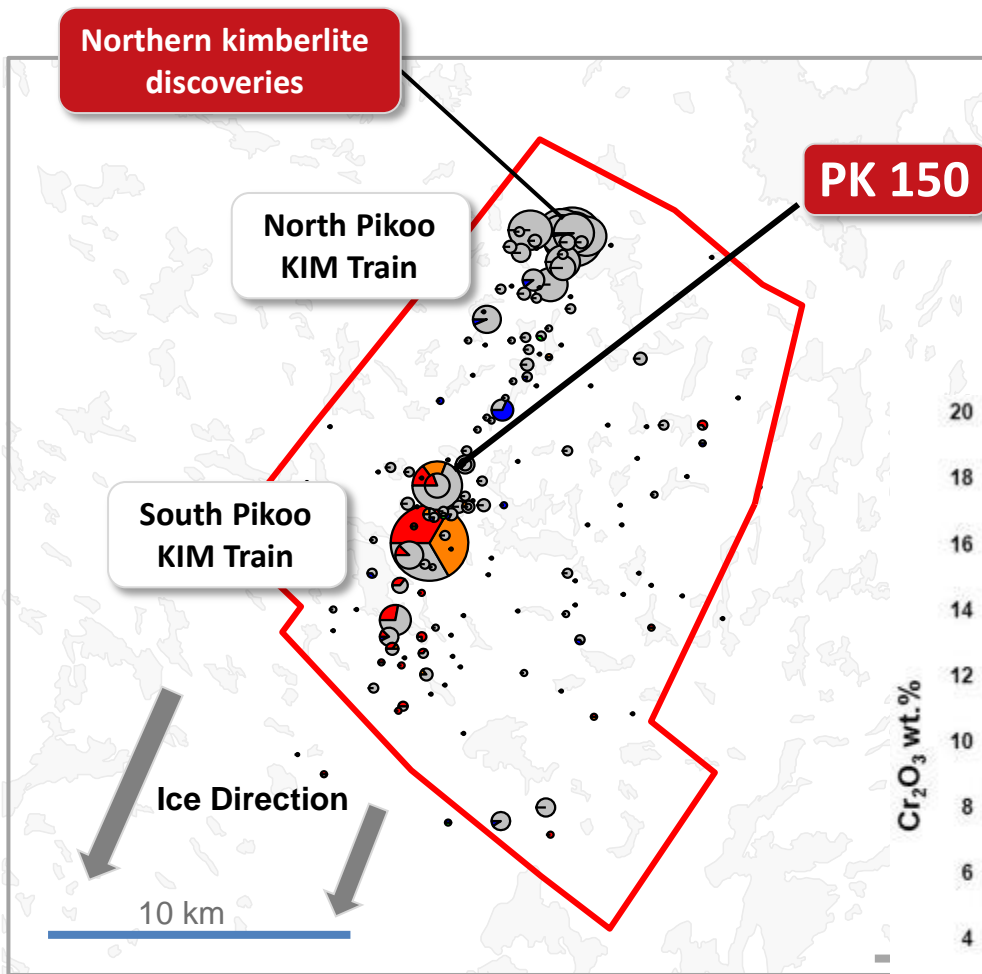 Northern kimberlite
discoveries
PK 150
North Pikoo
KIM Train
South Pikoo
KIM Train
Ice Direction
10 km
20
18
16
14
12
10
8
6
4
Cr₂O₃ wt.%